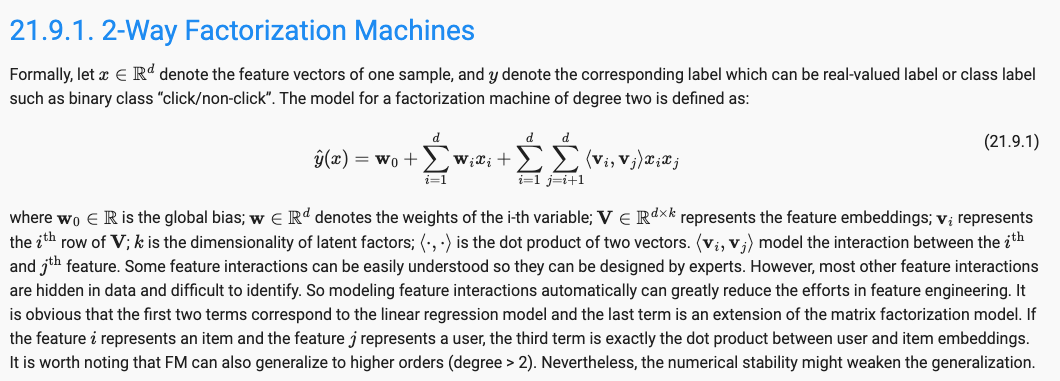 21.9.1. 2-Way Factorization Machines
Formally, let x ∈ ℝᵈ denote the feature vectors of one sample, and y denote the corresponding label which can be real-valued label or class label
such as binary class “click/non-click”. The model for a factorization machine of degree two is defined as:
ŷ(x) = 𝐰₀ + ∑_{i=1}^{d} 𝐰ᵢxᵢ + ∑_{i=1}^{d} ∑_{j=i+1}^{d} ⟨𝐯ᵢ, 𝐯ⱼ⟩xᵢxⱼ (21.9.1)
where 𝐰₀ ∈ ℝ is the global bias; 𝐰 ∈ ℝᵈ denotes the weights of the i-th variable; 𝐕 ∈ ℝᵈˣᵏ represents the feature embeddings; 𝐯ᵢ represents
the iᵗʰ row of 𝐕; k is the dimensionality of latent factors; ⟨·, ·⟩ is the dot product of two vectors. ⟨𝐯ᵢ, 𝐯ⱼ⟩ model the interaction between the iᵗʰ
and jᵗʰ feature. Some feature interactions can be easily understood so they can be designed by experts. However, most other feature interactions
are hidden in data and difficult to identify. So modeling feature interactions automatically can greatly reduce the efforts in feature engineering. It
is obvious that the first two terms correspond to the linear regression model and the last term is an extension of the matrix factorization model. If
the feature i represents an item and the feature j represents a user, the third term is exactly the dot product between user and item embeddings.
It is worth noting that FM can also generalize to higher orders (degree > 2). Nevertheless, the numerical stability might weaken the generalization.